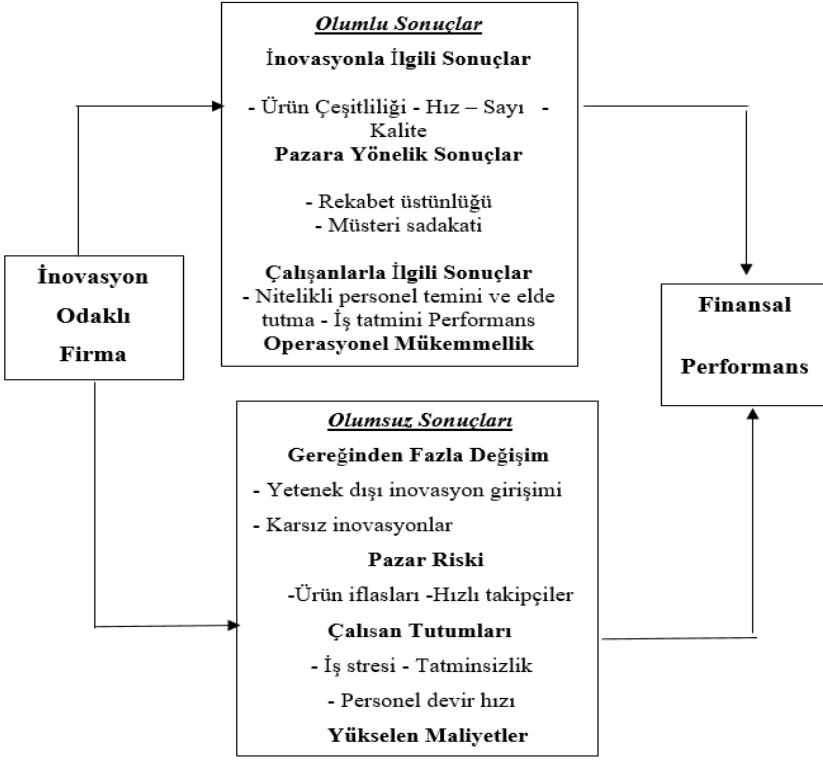 Olumlu Sonuçlar
İnovasyonla İlgili Sonuçlar
- Ürün Çeşitliliği - Hız – Sayı -
Kalite
Pazara Yönelik Sonuçlar
- Rekabet üstünlüğü
- Müsteri sadakati
Çalışanlarla İlgili Sonuçlar
- Nitelikli personel temini ve elde
tutma - İş tatmini Performans
Operasyonel Mükemmellik
İnovasyon
Odaklı
Firma
Finansal
Performans
Olumsuz Sonuçları
Gereğinden Fazla Değişim
- Yetenek dışı inovasyon girişimi
- Karsız inovasyonlar
Pazar Riski
-Ürün iflasları -Hızlı takipçiler
Çalısan Tutumları
- İş stresi - Tatminsizlik
- Personel devir hızı
Yükselen Maliyetler